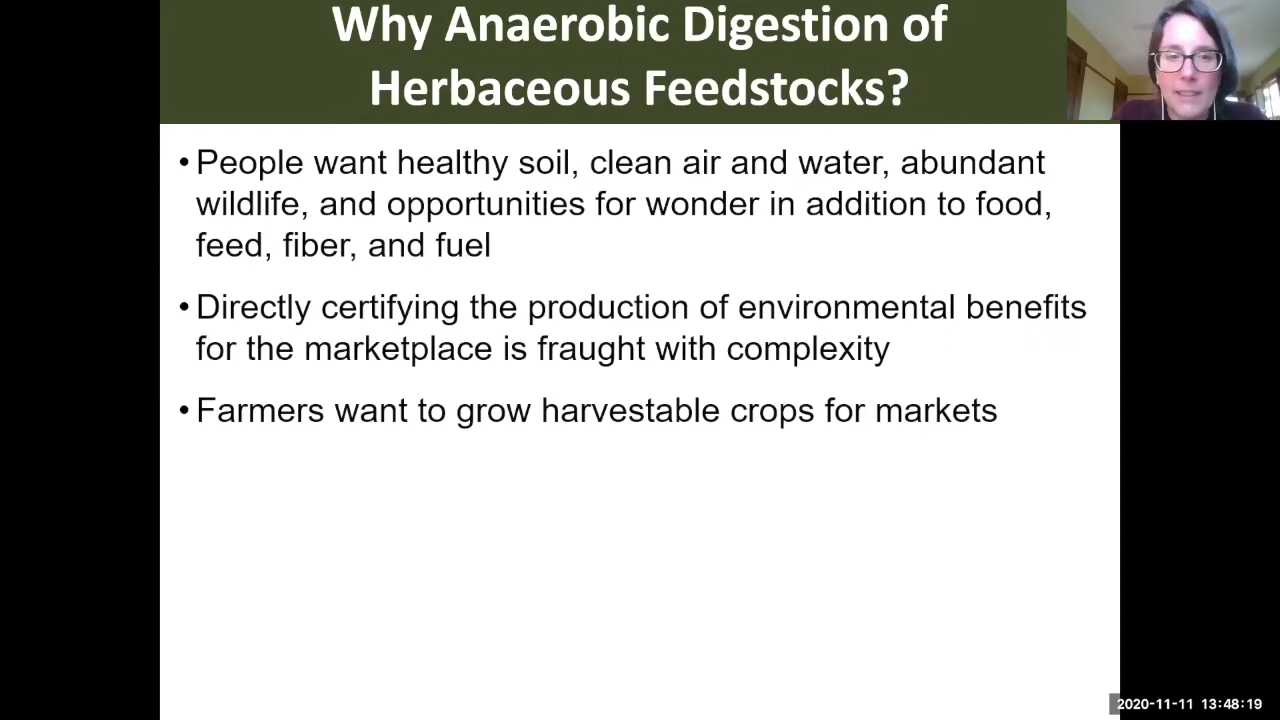 Why Anaerobic Digestion of
Herbaceous Feedstocks?
• People want healthy soil, clean air and water, abundant
wildlife, and opportunities for wonder in addition to food,
feed, fiber, and fuel
• Directly certifying the production of environmental benefits
for the marketplace is fraught with complexity
• Farmers want to grow harvestable crops for markets
2020-11-11 13:48:19